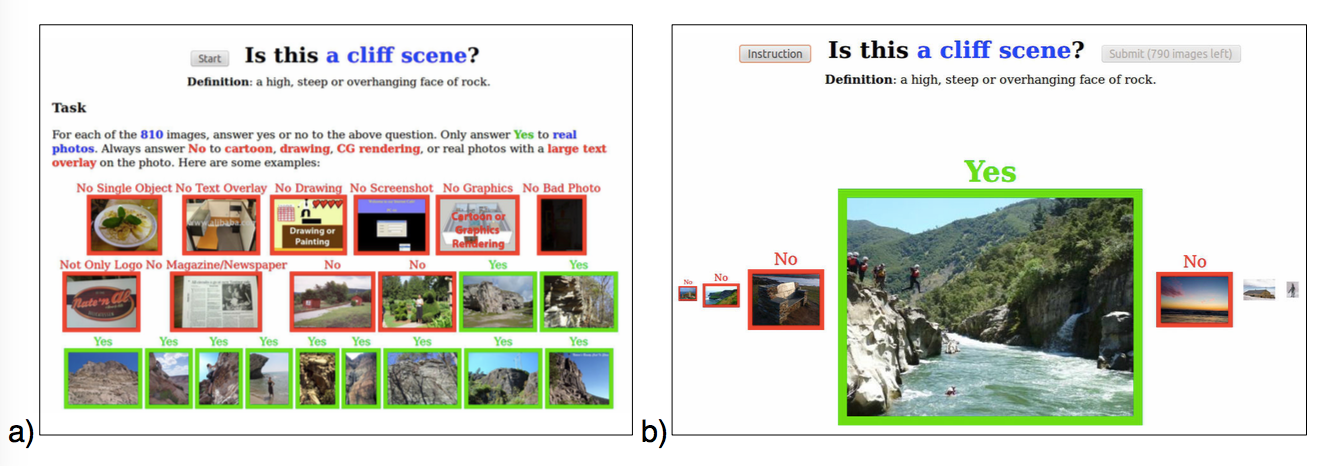 Start
Is this a cliff scene?
Definition: a high, steep or overhanging face of rock.
Task
For each of the 810 images, answer yes or no to the above question. Only answer Yes to real
photos. Always answer No to cartoon, drawing, CG rendering, or real photos with a large text
overlay on the photo. Here are some examples:
No Single Object No Text Overlay No Drawing No Screenshot No Graphics No Bad Photo
www.alibaba
Drawing or
Painting
Cartoon or
Graphics
Rendering
Not Only Logo No Magazine/Newspaper No No Yes Yes
Nate'n Al
Yes Yes Yes Yes Yes Yes Yes Yes Yes
a)
Instruction
Is this a cliff scene?
Submit (790 images left)
Definition: a high, steep or overhanging face of rock.
Yes
No No No
No
b)